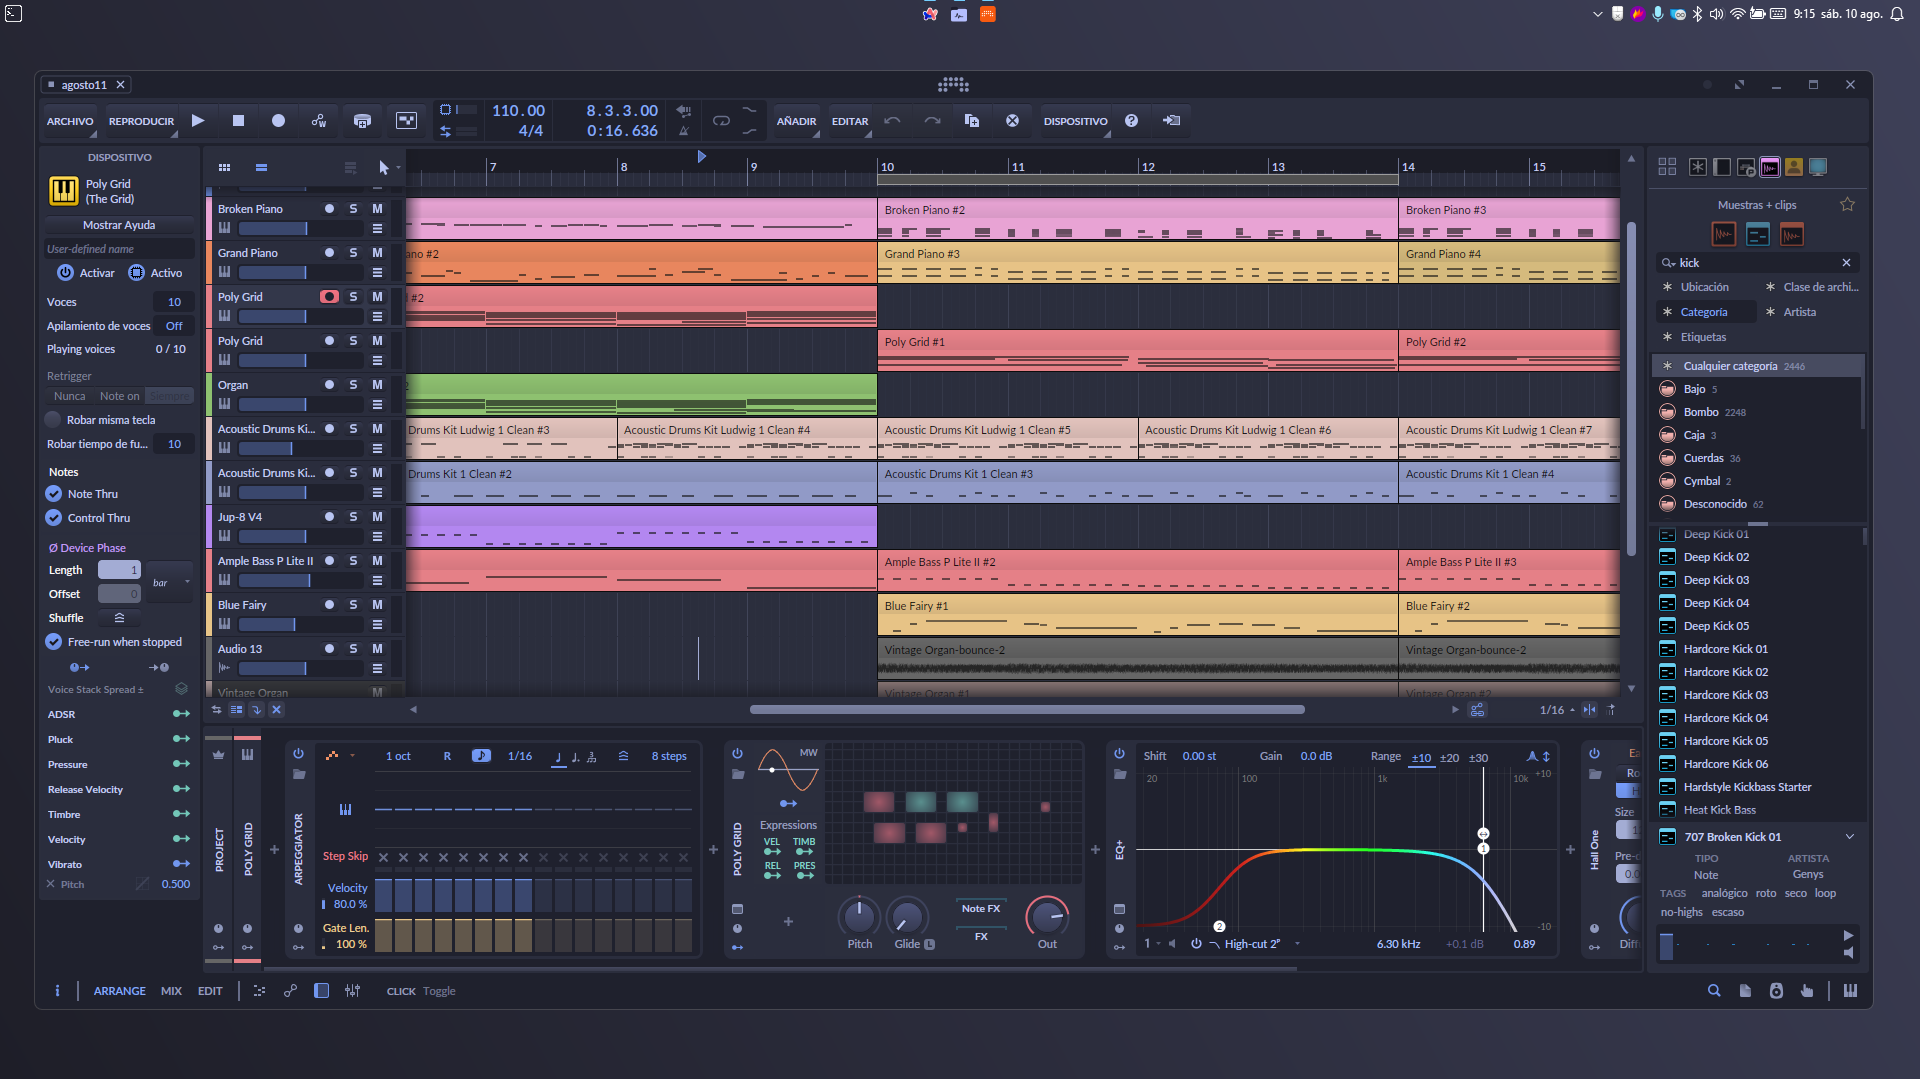 9:15 sáb. 10 ago.
agosto11
ARCHIVO REPRODUCIR
110.00 8.3.3.00
4/4 0:16.636
AÑADIR EDITAR DISPOSITIVO
DISPOSITIVO
Poly Grid
(The Grid)
Mostrar Ayuda
User-defined name
Activar Activo
Voces 10
Apilamiento de voces Off
Playing voices 0 / 10
Retrigger
Nunca Note on Siempre
Robar misma tecla
Robar tiempo de fu... 10
Notes
Note Thru
Control Thru
Ø Device Phase
Length 1
bar
Offset 0
Shuffle
Free-run when stopped
Voice Stack Spread ±
ADSR
Pluck
Pressure
Release Velocity
Timbre
Velocity
Vibrato
Pitch 0.500
7 8 9 10 11 12 13 14 15
Broken Piano S M Broken Piano #2 Broken Piano #3
Grand Piano S M ano #2 Grand Piano #3 Grand Piano #4
Poly Grid S M #2
Poly Grid S M Poly Grid #1 Poly Grid #2
Organ S M
Acoustic Drums Ki... S M Drums Kit Ludwig 1 Clean #3 Acoustic Drums Kit Ludwig 1 Clean #4 Acoustic Drums Kit Ludwig 1 Clean #5 Acoustic Drums Kit Ludwig 1 Clean #6 Acoustic Drums Kit Ludwig 1 Clean #7
Acoustic Drums Ki... S M Drums Kit 1 Clean #2 Acoustic Drums Kit 1 Clean #3 Acoustic Drums Kit 1 Clean #4
Jup-8 V4 S M
Ample Bass P Lite II S M Ample Bass P Lite II #2 Ample Bass P Lite II #3
Blue Fairy S M Blue Fairy #1 Blue Fairy #2
Audio 13 S M Vintage Organ-bounce-2 Vintage Organ-bounce-2
Vintage Organ M Vintage Organ #1 Vintage Organ #2
1/16
PROJECT
POLY GRID
ARPEGGIATOR
1 oct R 1/16 3 8 steps
Step Skip
Velocity
80.0 %
Gate Len.
100 %
POLY GRID
MW
Expressions
VEL TIMB
REL PRES
Pitch Glide L
Note FX
FX
Out
EQ+
Shift 0.00 st Gain 0.0 dB Range ±10 ±20 ±30
20 100 1k 10k +10
1
2
-10
1 High-cut 2ᴾ 6.30 kHz +0.1 dB 0.89
Hall One
Ea
Ro
Size
Pre-d
0.0
Diff
Muestras + clips
kick
Ubicación Clase de archi...
Categoría Artista
Etiquetas
Cualquier categoría 2446
Bajo 5
Bombo 2248
Caja 3
Cuerdas 36
Cymbal 2
Desconocido 62
Deep Kick 01
Deep Kick 02
Deep Kick 03
Deep Kick 04
Deep Kick 05
Hardcore Kick 01
Hardcore Kick 02
Hardcore Kick 03
Hardcore Kick 04
Hardcore Kick 05
Hardcore Kick 06
Hardstyle Kickbass Starter
Heat Kick Bass
707 Broken Kick 01
TIPO ARTISTA
Note Genys
TAGS analógico roto seco loop
no-highs escaso
i ARRANGE MIX EDIT CLICK Toggle